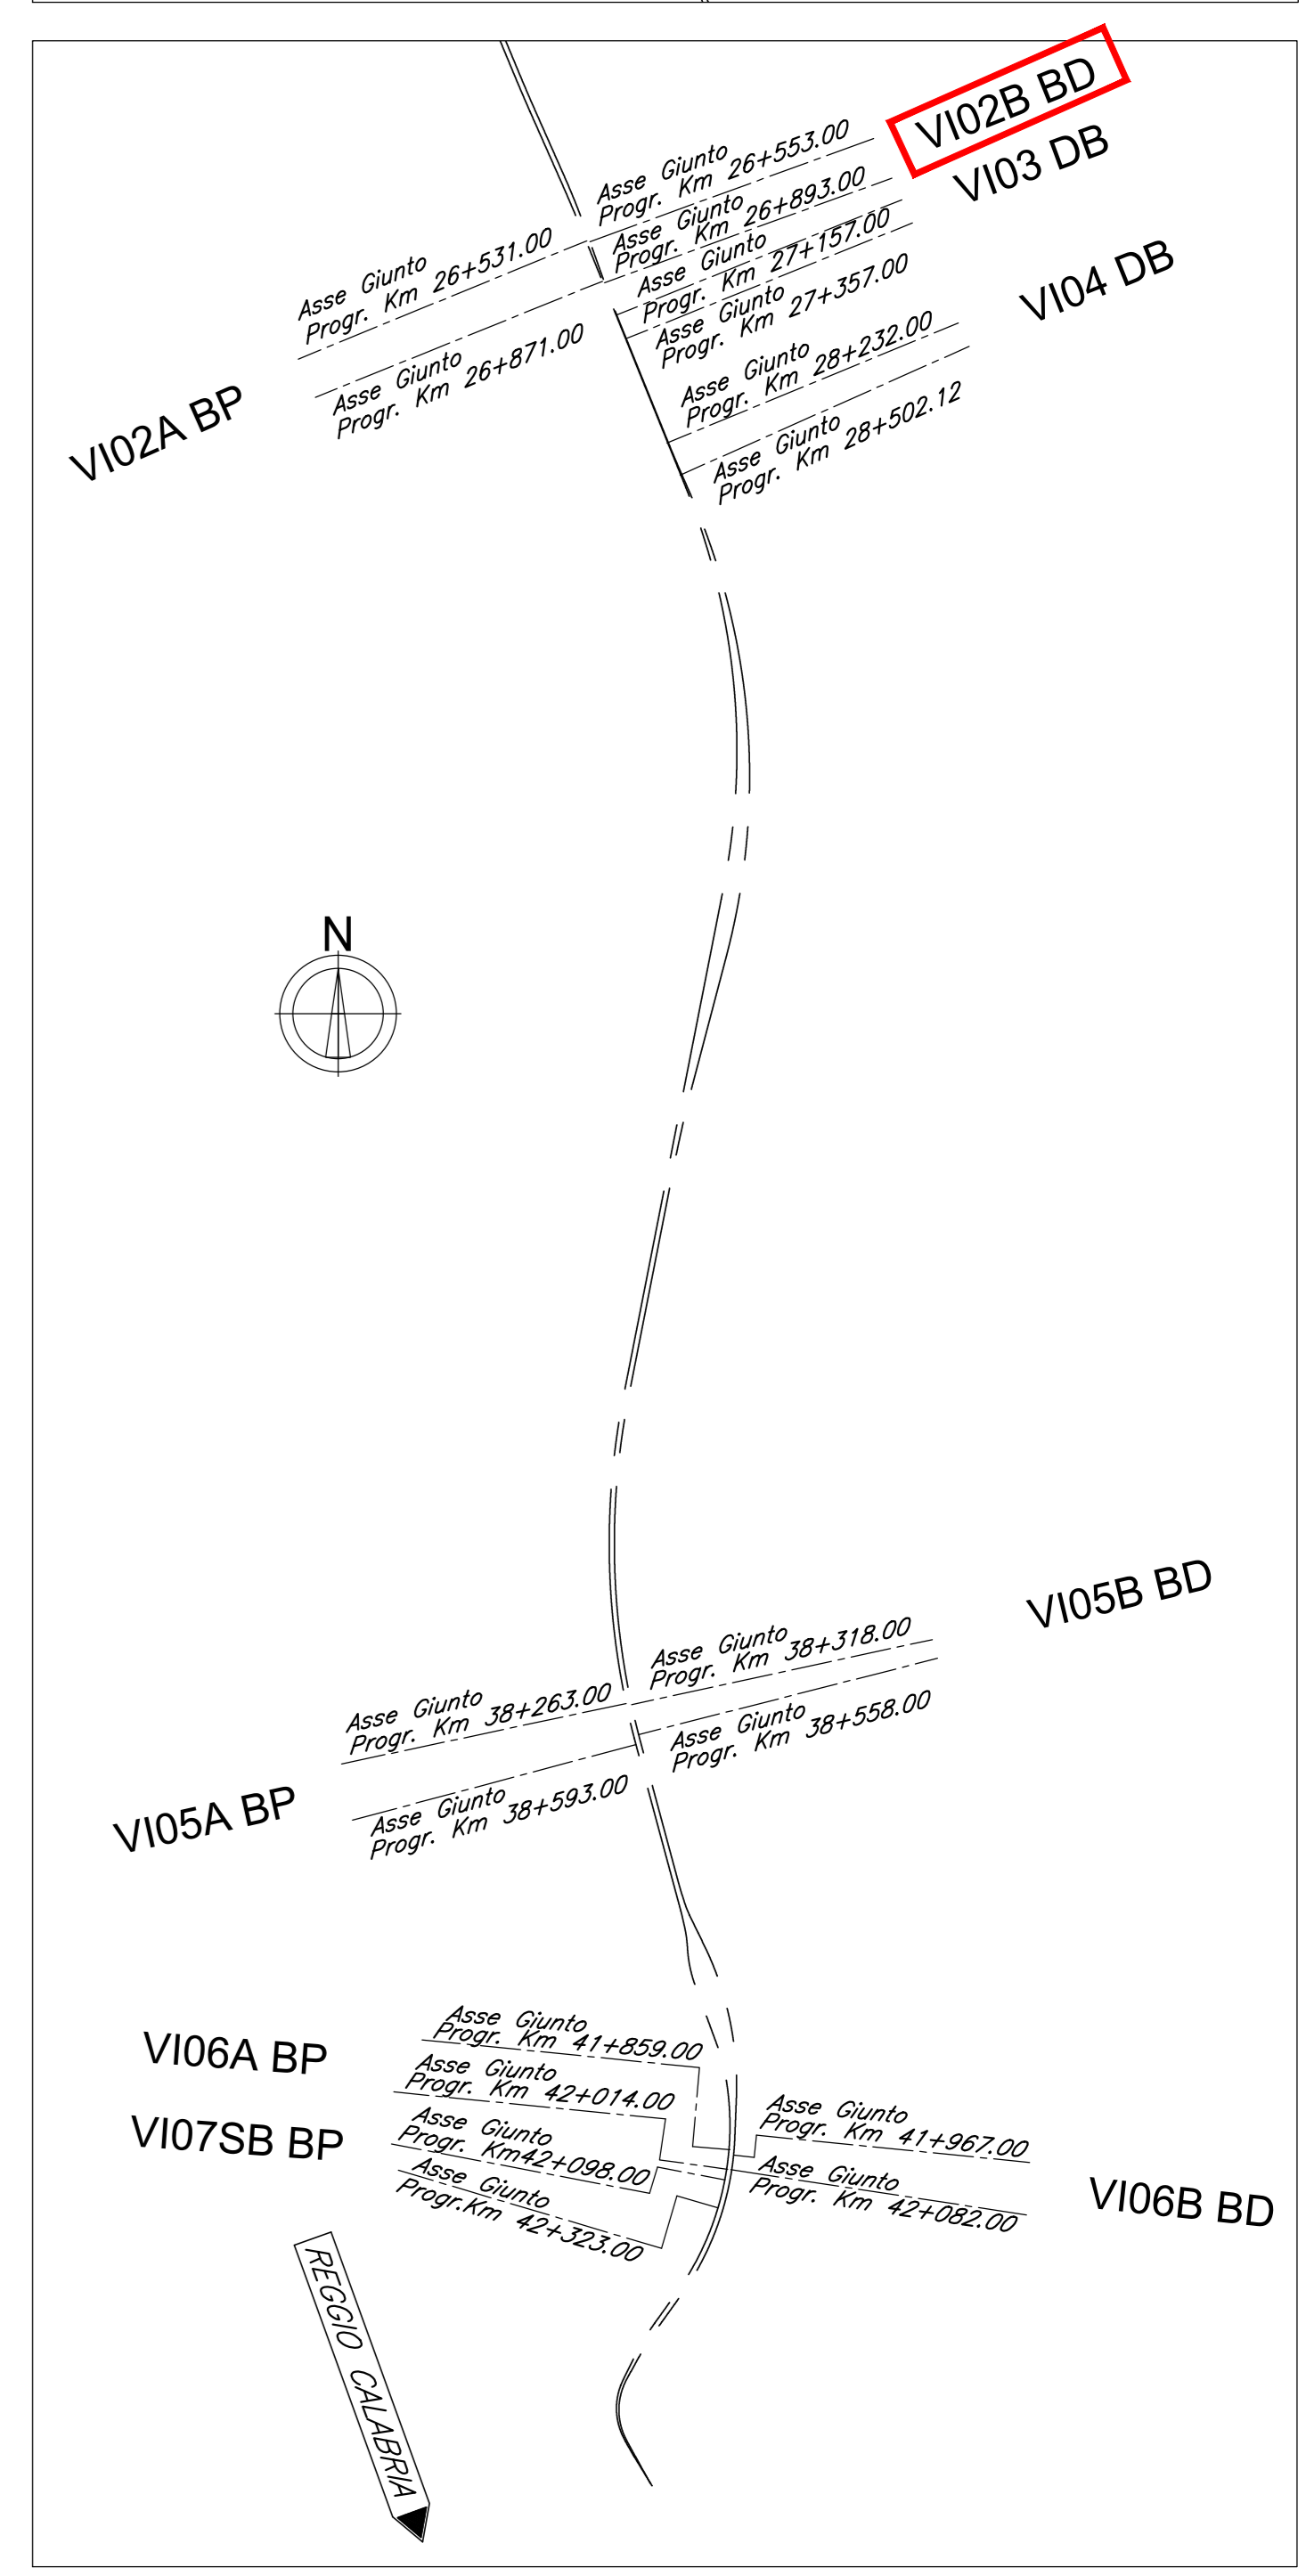 VI02B BD
Asse Giunto
Progr. Km 26+553.00
VI03 DB
Asse Giunto
Progr. Km 26+893.00
Asse Giunto
Progr. Km 26+531.00
Asse Giunto
Progr. Km 27+157.00
VI04 DB
Asse Giunto
Progr. Km 27+357.00
Asse Giunto
Progr. Km 26+871.00
VI02A BP
Asse Giunto
Progr. Km 28+232.00
Asse Giunto
Progr. Km 28+502.12
N
VI05B BD
Asse Giunto
Progr. Km 38+318.00
Asse Giunto
Progr. Km 38+263.00
Asse Giunto
Progr. Km 38+558.00
VI05A BP
Asse Giunto
Progr. Km 38+593.00
VI06A BP
Asse Giunto
Progr. Km 41+859.00
Asse Giunto
Progr. Km 42+014.00
VI07SB BP
Asse Giunto
Progr. Km42+098.00
Asse Giunto
Progr.Km 42+323.00
Asse Giunto
Progr. Km 41+967.00
Asse Giunto
Progr. Km 42+082.00
VI06B BD
REGGIO CALABRIA